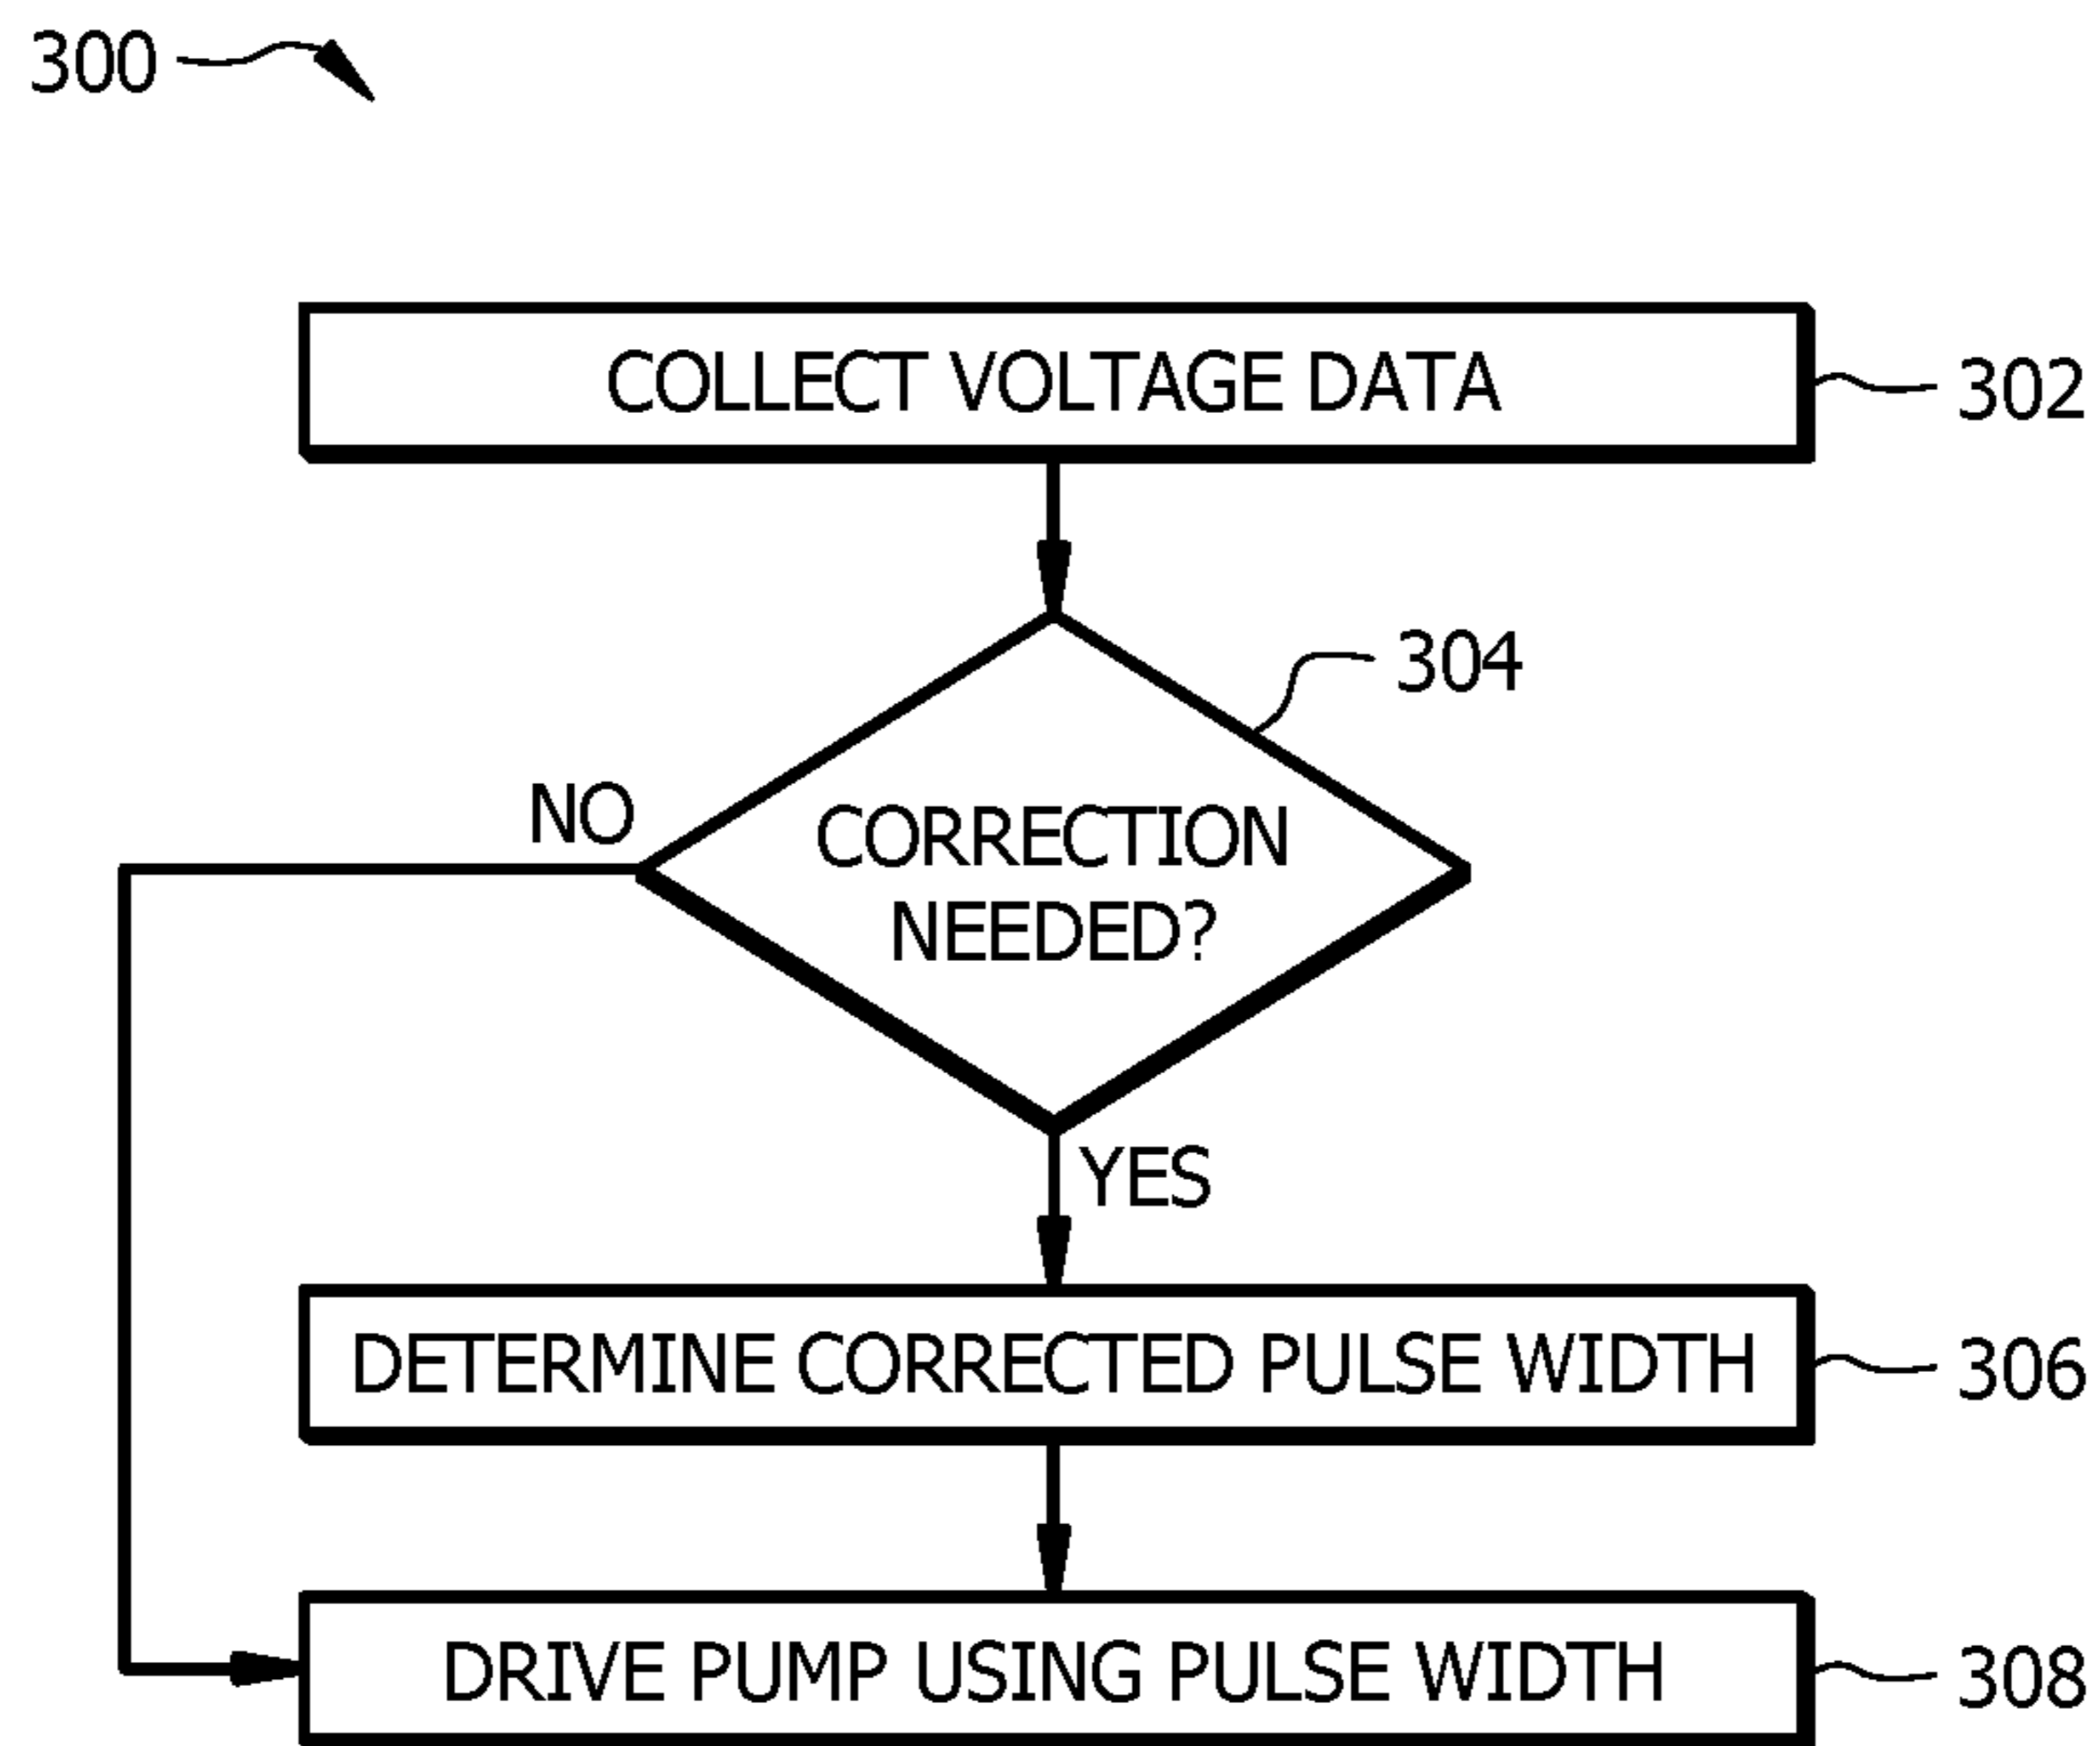 300
COLLECT VOLTAGE DATA
302
304
NO
CORRECTION
NEEDED?
YES
DETERMINE CORRECTED PULSE WIDTH
306
DRIVE PUMP USING PULSE WIDTH
308